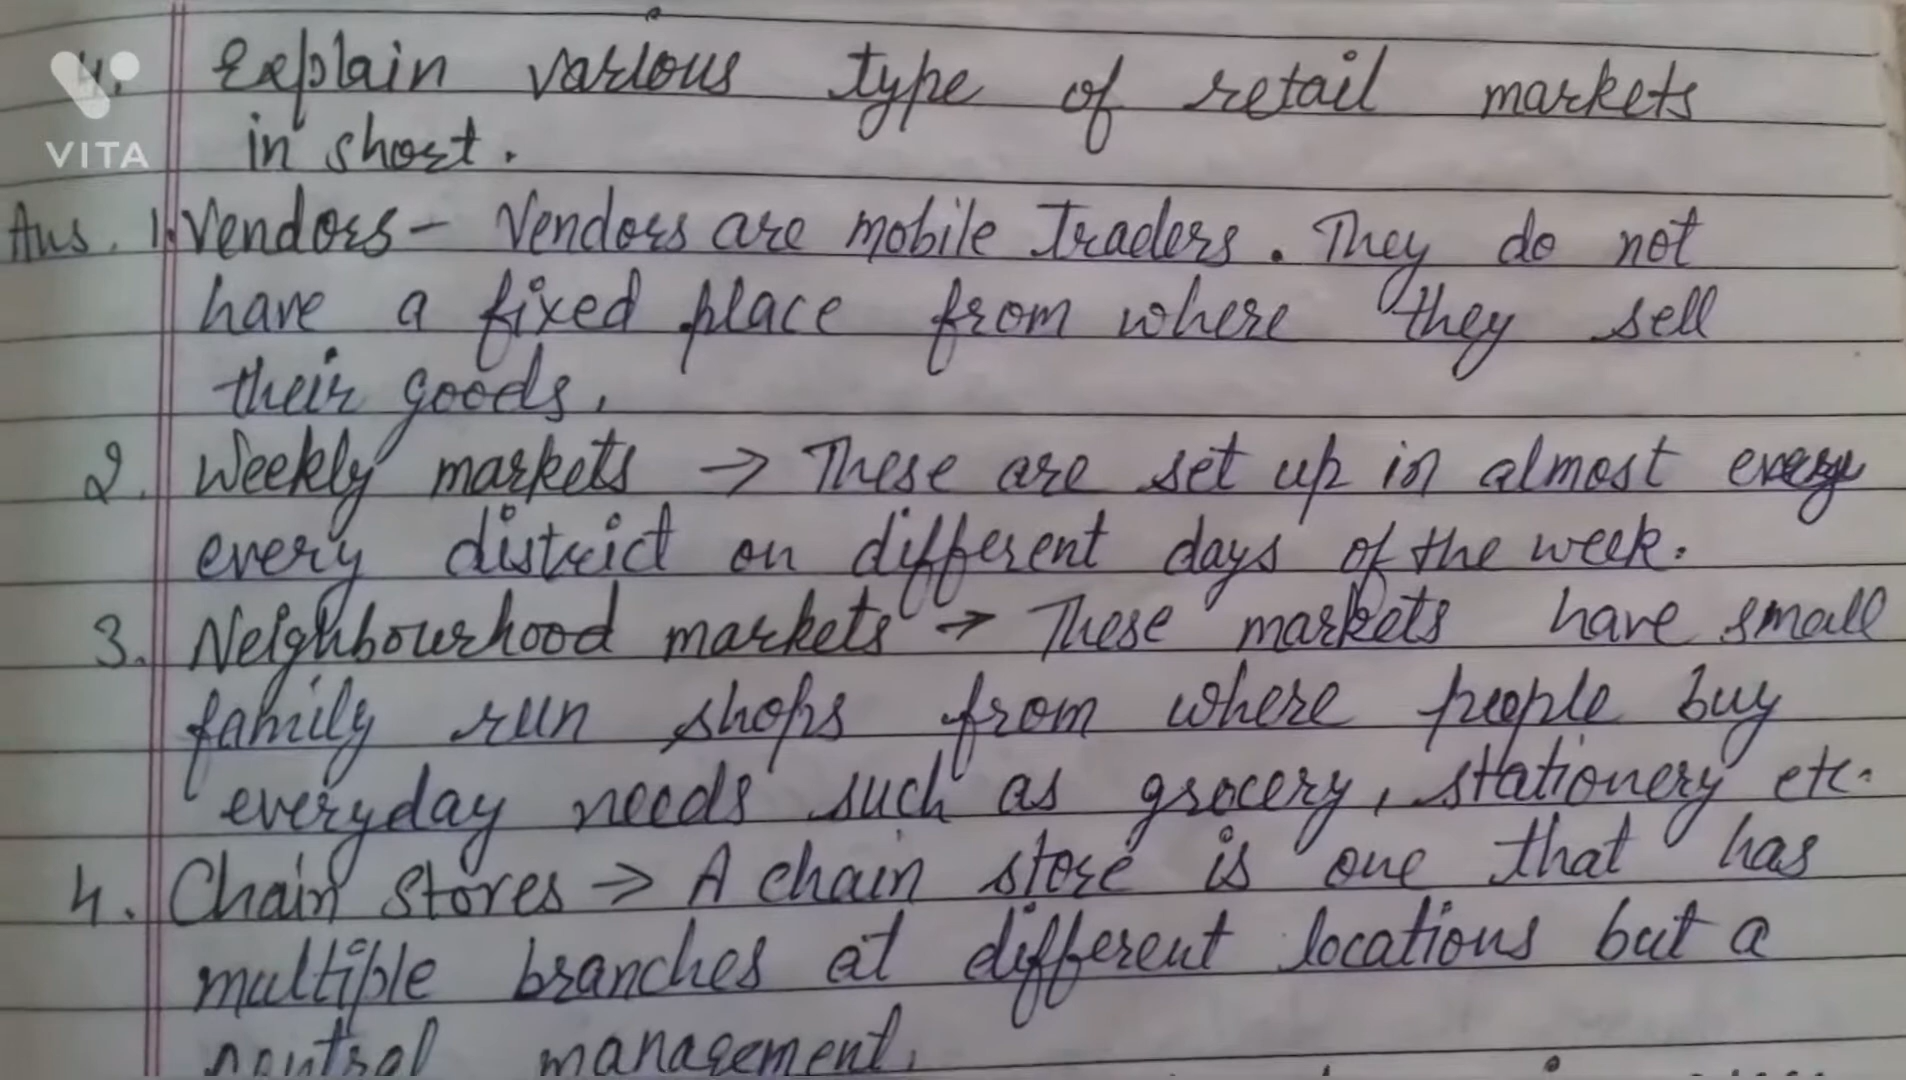 4. Explain various type of retail markets
VITA
in short.
Ans. 1. Vendors - Vendors are mobile Traders. They do not
have a fixed place from where they sell
their goods.
2. Weekly markets → These are set up in almost every
every district on different days of the week.
3. Neighbourhood markets → These markets have small
family run shops from where people buy
everyday needs such as grocery, stationery etc.
4. Chain Stores → A chain store is one that has
multiple branches at different locations but a
management.